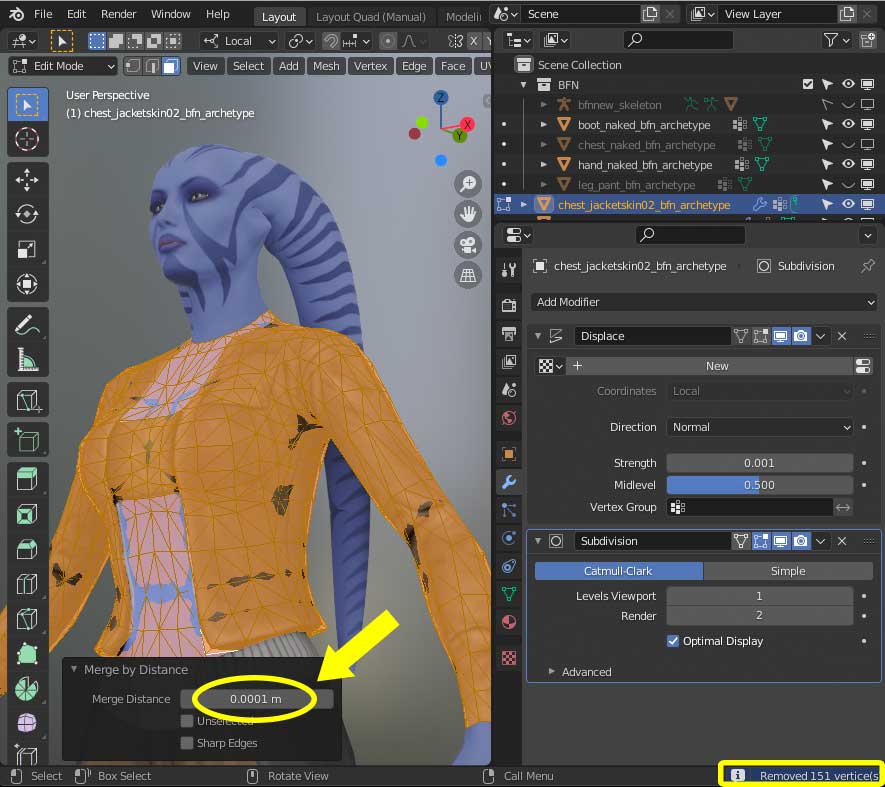 File Edit Render Window Help Layout Layout Quad (Manual) Modeli Scene View Layer
Local X Y
Edit Mode View Select Add Mesh Vertex Edge Face UV
User Perspective
(1) chest_jacketskin02_bfn_archetype
Z
X
Y
Scene Collection
BFN
bfnnew_skeleton
boot_naked_bfn_archetype
chest_naked_bfn_archetype
hand_naked_bfn_archetype
leg_pant_bfn_archetype
chest_jacketskin02_bfn_archetype
chest_jacketskin02_bfn_archetype Subdivision
Add Modifier
Displace
New
Coordinates Local
Direction Normal
Strength 0.001
Midlevel 0.500
Vertex Group
Subdivision
Catmull-Clark Simple
Levels Viewport 1
Render 2
Optimal Display
Advanced
Merge by Distance
Merge Distance 0.0001 m
Unselected
Sharp Edges
Select Box Select Rotate View Call Menu Removed 151 vertice(s